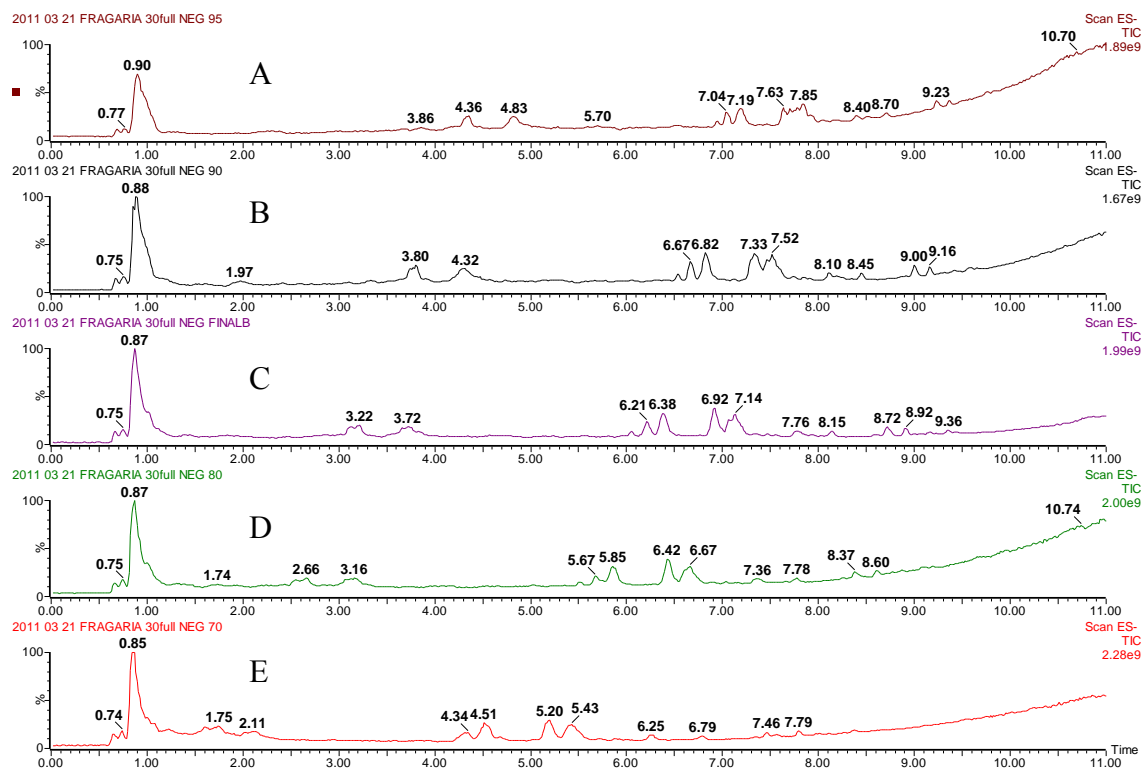 2011 03 21 FRAGARIA 30full NEG 95
Scan ES-
TIC
1.89e9
100
%
0
A
0.77 0.90 3.86 4.36 4.83 5.70 7.04 7.19 7.63 7.85 8.40 8.70 9.23 10.70
0.00 1.00 2.00 3.00 4.00 5.00 6.00 7.00 8.00 9.00 10.00 11.00
2011 03 21 FRAGARIA 30full NEG 90
Scan ES-
TIC
1.67e9
100
%
0
B
0.75 0.88 1.97 3.80 4.32 6.67 6.82 7.33 7.52 8.10 8.45 9.00 9.16
0.00 1.00 2.00 3.00 4.00 5.00 6.00 7.00 8.00 9.00 10.00 11.00
2011 03 21 FRAGARIA 30full NEG FINALB
Scan ES-
TIC
1.99e9
100
%
0
C
0.75 0.87 3.22 3.72 6.21 6.38 6.92 7.14 7.76 8.15 8.72 8.92 9.36
0.00 1.00 2.00 3.00 4.00 5.00 6.00 7.00 8.00 9.00 10.00 11.00
2011 03 21 FRAGARIA 30full NEG 80
Scan ES-
TIC
2.00e9
100
%
0
D
0.75 0.87 1.74 2.66 3.16 5.67 5.85 6.42 6.67 7.36 7.78 8.37 8.60 10.74
0.00 1.00 2.00 3.00 4.00 5.00 6.00 7.00 8.00 9.00 10.00 11.00
2011 03 21 FRAGARIA 30full NEG 70
Scan ES-
TIC
2.28e9
100
%
0
E
0.74 0.85 1.75 2.11 4.34 4.51 5.20 5.43 6.25 6.79 7.46 7.79
Time
0.00 1.00 2.00 3.00 4.00 5.00 6.00 7.00 8.00 9.00 10.00 11.00